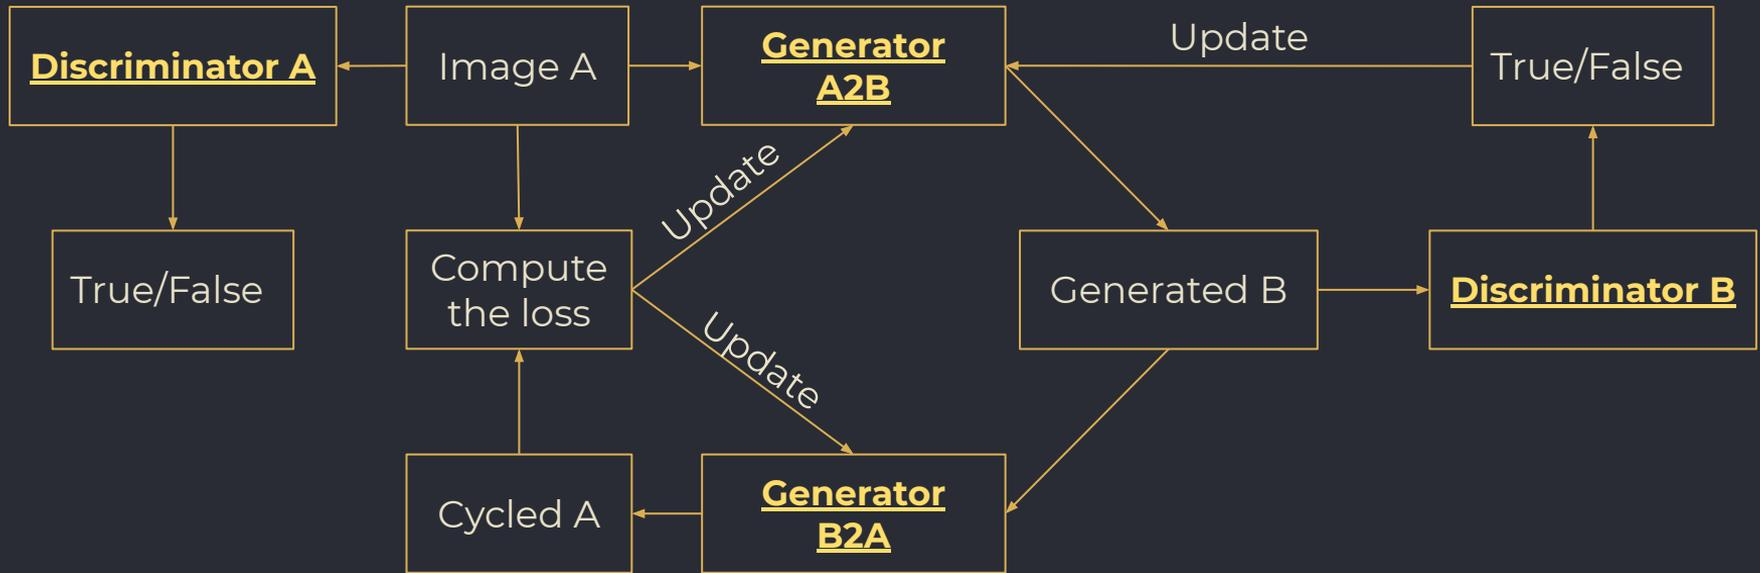 Discriminator A
Image A
Generator
A2B
Update
True/False
Update
True/False
Compute
the loss
Generated B
Discriminator B
Update
Cycled A
Generator
B2A